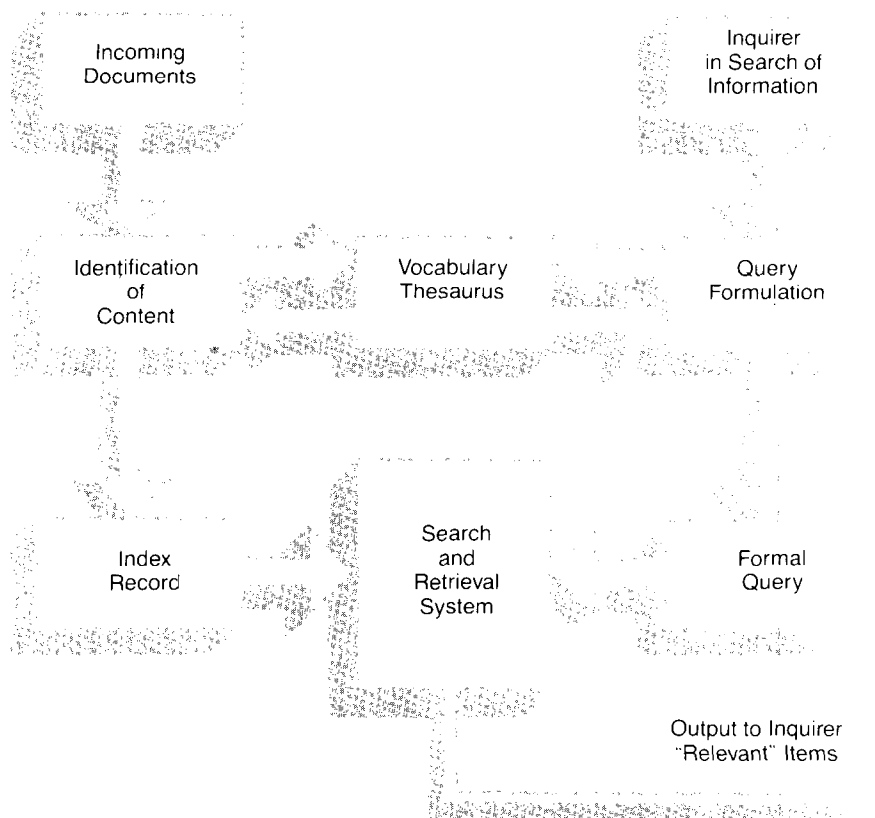 Incoming
Documents
Inquirer
in Search of
Information
Identification
of
Content
Vocabulary
Thesaurus
Query
Formulation
Index
Record
Search
and
Retrieval
System
Formal
Query
Output to Inquirer
"Relevant" Items